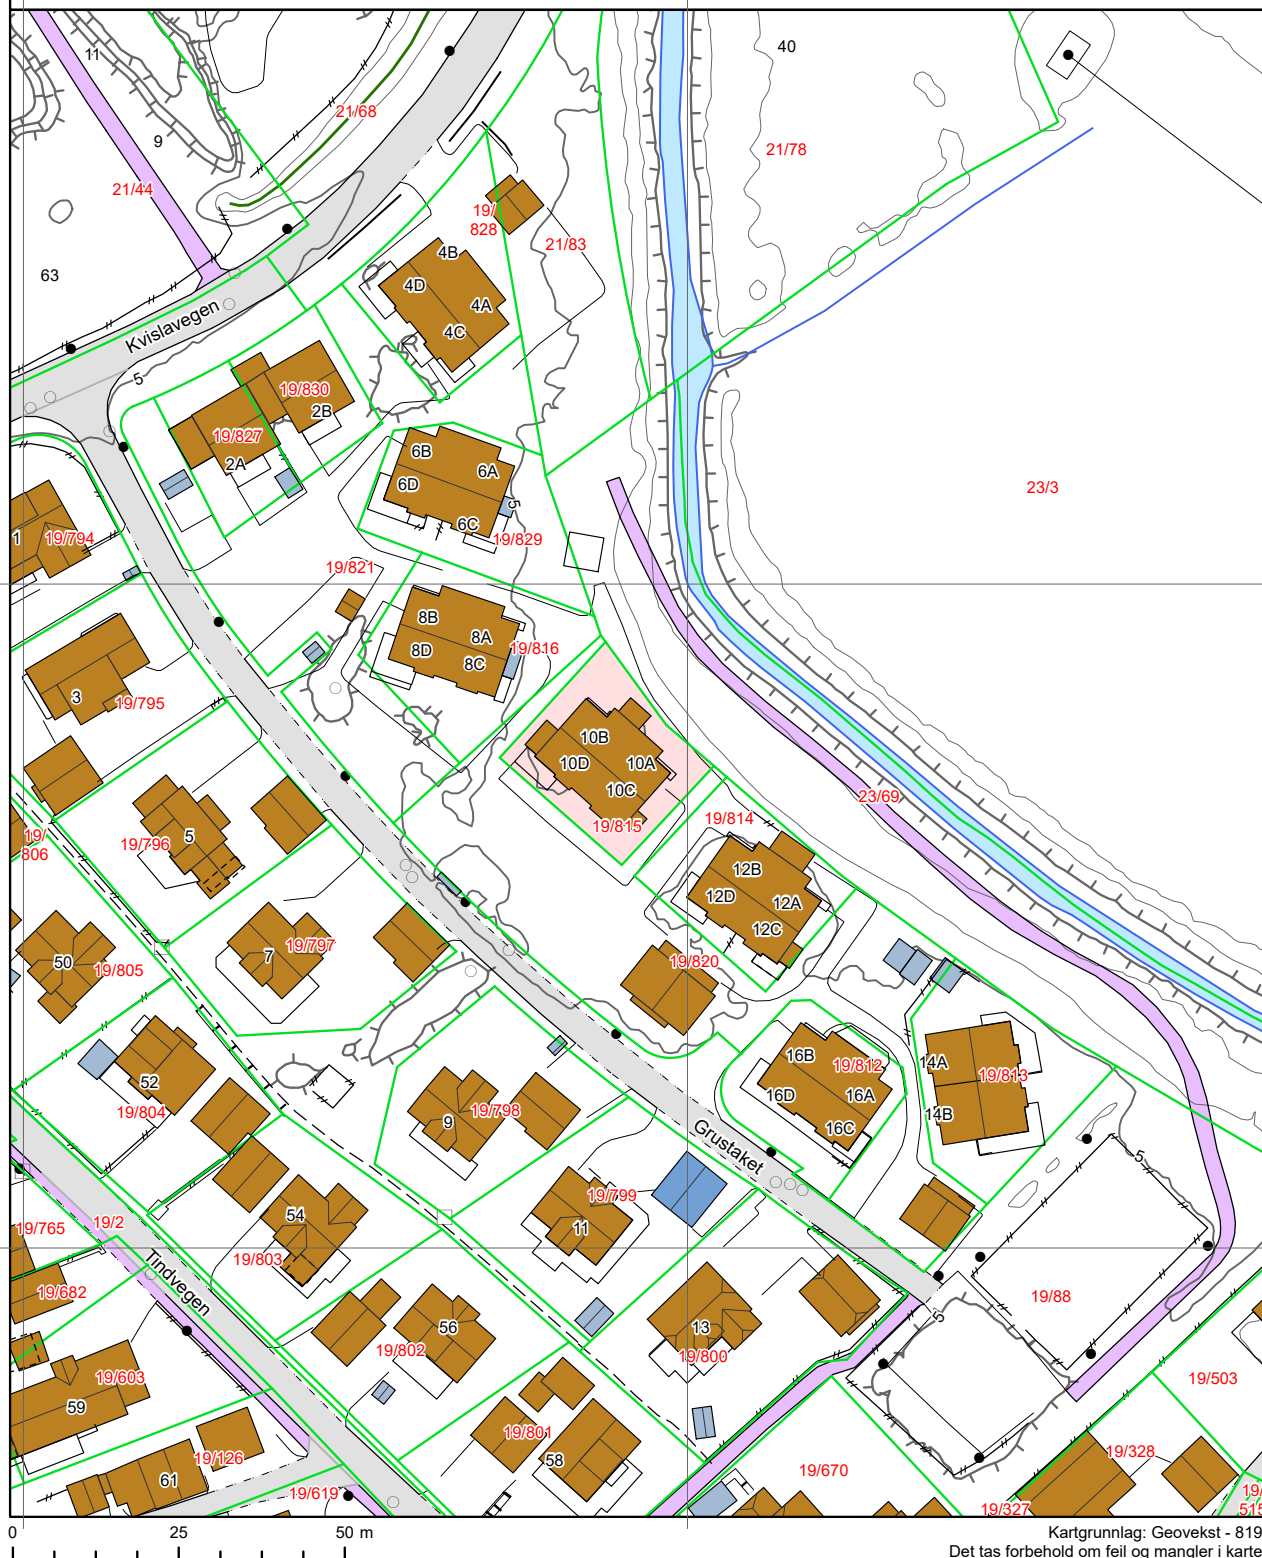 11
40
21/68
9
21/78
21/44
19/
828
21/83
4B
63
4D
4A
Kvislavegen
4C
5
19/830
2B
19/827
2A
6B
6A
6D
5
6C
19/829
23/3
1
19/794
19/821
8B
8A
8D
8C
19/816
3
19/795
10B
10D
10A
10C
23/69
19/815
19/814
19/
806
19/796
5
12B
12D
12A
12C
7
19/797
50
19/805
19/820
52
19/804
16B
19/812
16D
16A
16C
14A
19/813
14B
9
19/798
Grustaket
5
19/799
11
54
19/765
19/2
19/803
Tindvegen
19/682
19/88
5
56
13
19/802
19/800
19/603
59
19/503
19/801
58
19/126
61
19/328
19/670
19/619
19/327
19/
515
0
25
50 m
Kartgrunnlag: Geovekst - 819
Det tas forbehold om feil og mangler i karte